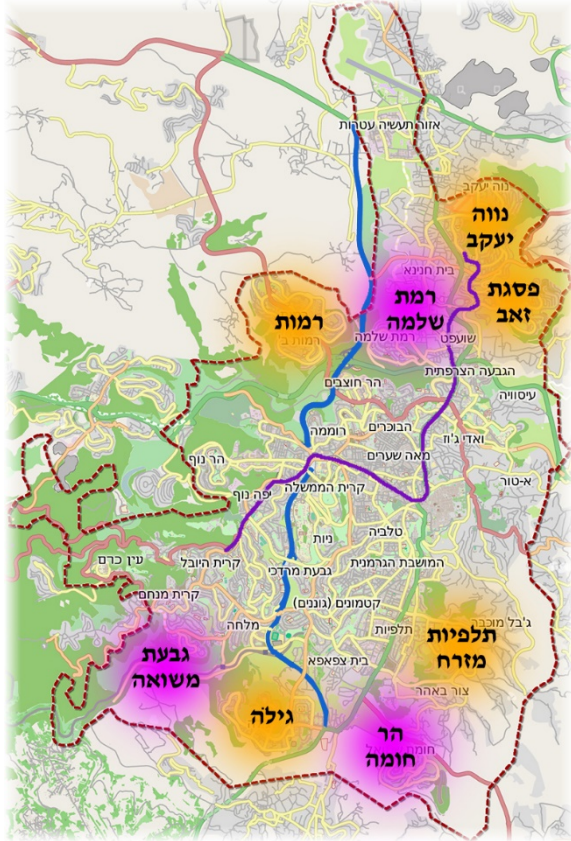 אזור תעשיה עטרות
נוה יעקב
נווה
יעקב
בית חנינא
פסגת
זאב
רמת
שלמה
רמות
רמות ב'
רמת שלמה
שועפט
הגבעה הצרפתית
הר חוצבים
עיסוויה
הבוכרים
רוממה
ואדי ג'וז
מאה שערים
הר נוף
א-טור
קרית הממשלה
יפה נוף
ניות
טלביה
עין כרם
קרית היובל
גבעת מרדכי
המושבת הגרמנית
קרית מנחם
קטמונים (גוננים)
מלחה
תלפיות
ג'בל מוכבר
תלפיות
מזרח
גבעת
משואה
בית צפאפא
צור באהר
גילה
הר
חומה
חומת